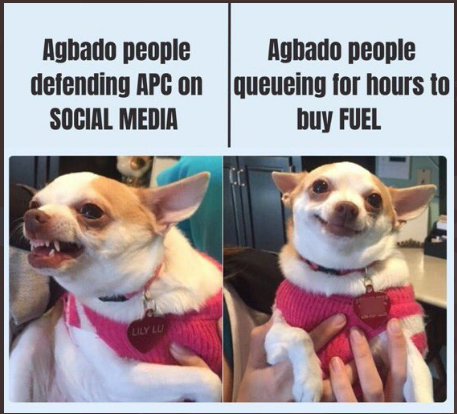 Agbado people
defending APC on
SOCIAL MEDIA
Agbado people
queueing for hours to
buy FUEL
LILY LU